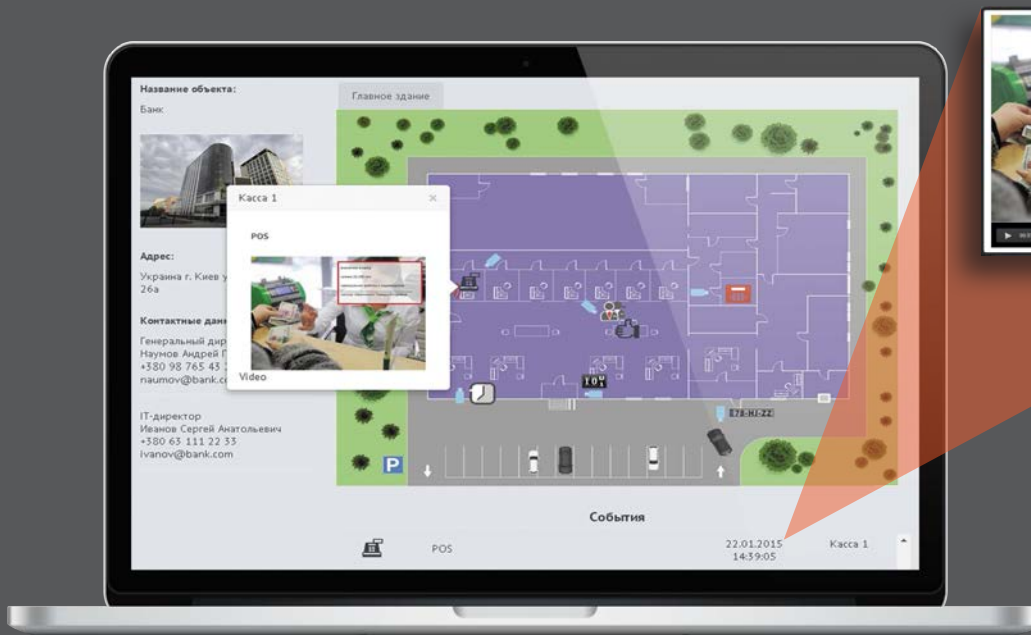 Название объекта:
Банк
Адрес:
Украина г. Киев
26а
Контактные
Генеральный
Наумов Андрей
+380 98 765 43
IT-директор
Иванов Сергей Анатольевич
+380 63 111 22 33
ivanov@bank.com
Главное здание
Касса 1
POS
Video
P
События
POS
22.01.2015
14:39:05
Касса 1